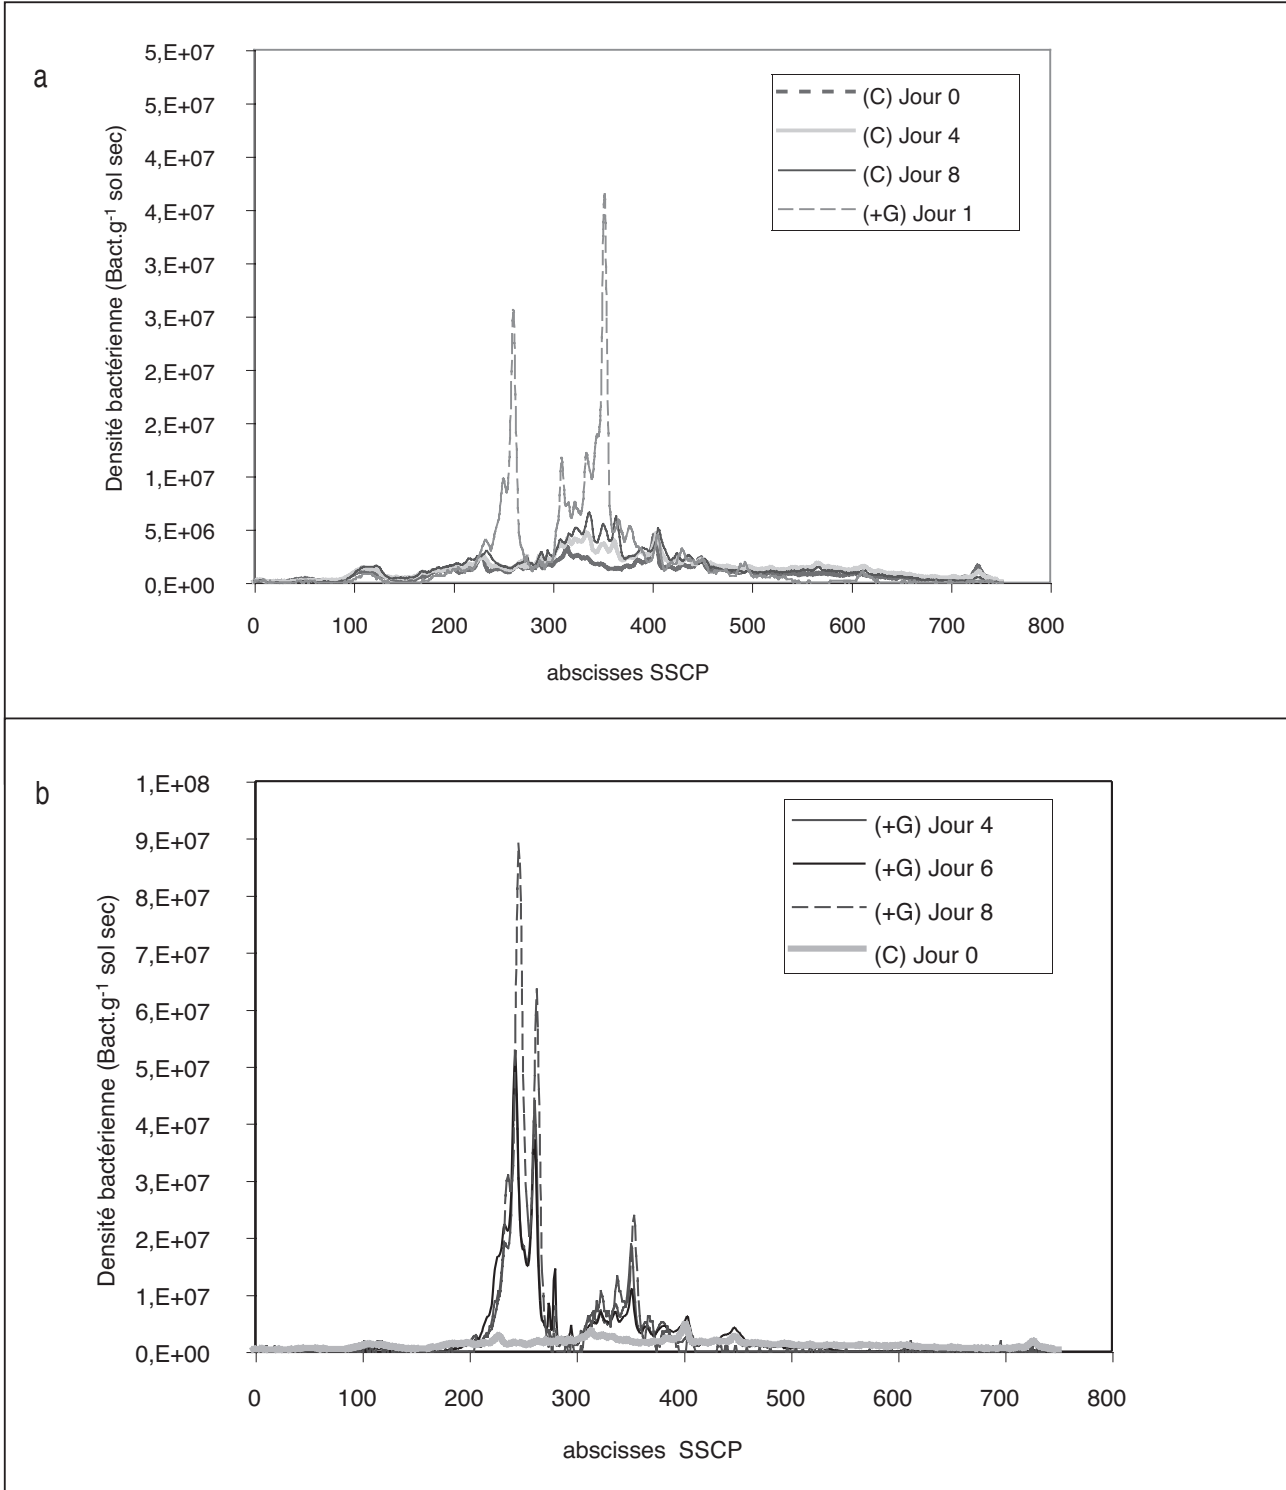 a
5,E+07
5,E+07
4,E+07
4,E+07
3,E+07
3,E+07
2,E+07
2,E+07
1,E+07
5,E+06
0,E+00
Densité bactérienne (Bact.g-1 sol sec)
(C) Jour 0
(C) Jour 4
(C) Jour 8
(+G) Jour 1
0 100 200 300 400 500 600 700 800
abscisses SSCP
b
1,E+08
9,E+07
8,E+07
7,E+07
6,E+07
5,E+07
4,E+07
3,E+07
2,E+07
1,E+07
0,E+00
Densité bactérienne (Bact.g-1 sol sec)
(+G) Jour 4
(+G) Jour 6
(+G) Jour 8
(C) Jour 0
0 100 200 300 400 500 600 700 800
abscisses SSCP